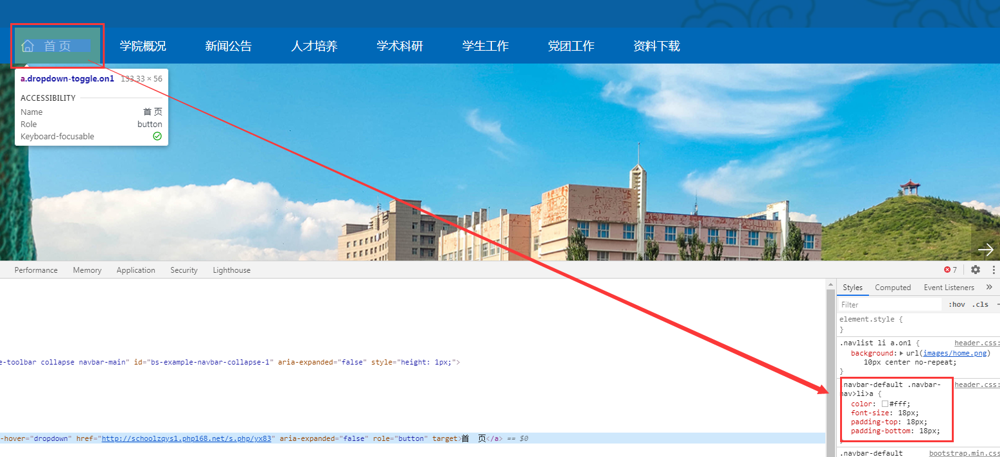 首 页 学院概况 新闻公告 人才培养 学术科研 学生工作 党团工作 资料下载
a.dropdown-toggle.on1 133.33 × 56
ACCESSIBILITY
Name 首 页
Role button
Keyboard-focusable
Performance Memory Application Security Lighthouse 7
Styles Computed Event Listeners »
Filter :hov .cls
element.style {
}
.navlist li a.on1 { header.css:
background: url(images/home.png)
10px center no-repeat;
}
.navbar-default .navbar- header.css:
nav>li>a {
color: #fff;
font-size: 18px;
padding-top: 18px;
padding-bottom: 18px;
}
.navbar-default bootstrap.min.css
e-toolbar collapse navbar-main" id="bs-example-navbar-collapse-1" aria-expanded="false" style="height: 1px;">
-hover="dropdown" href="http://schoolzqys1.php168.net/s.php/yx83" aria-expanded="false" role="button" target>首 页</a> == $0